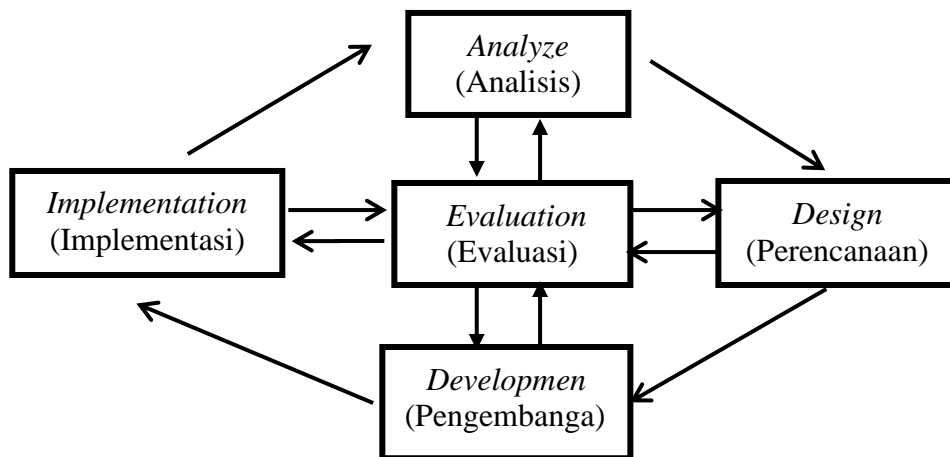 Analyze
(Analisis)
Implementation
(Implementasi)
Evaluation
(Evaluasi)
Design
(Perencanaan)
Developmen
(Pengembanga)